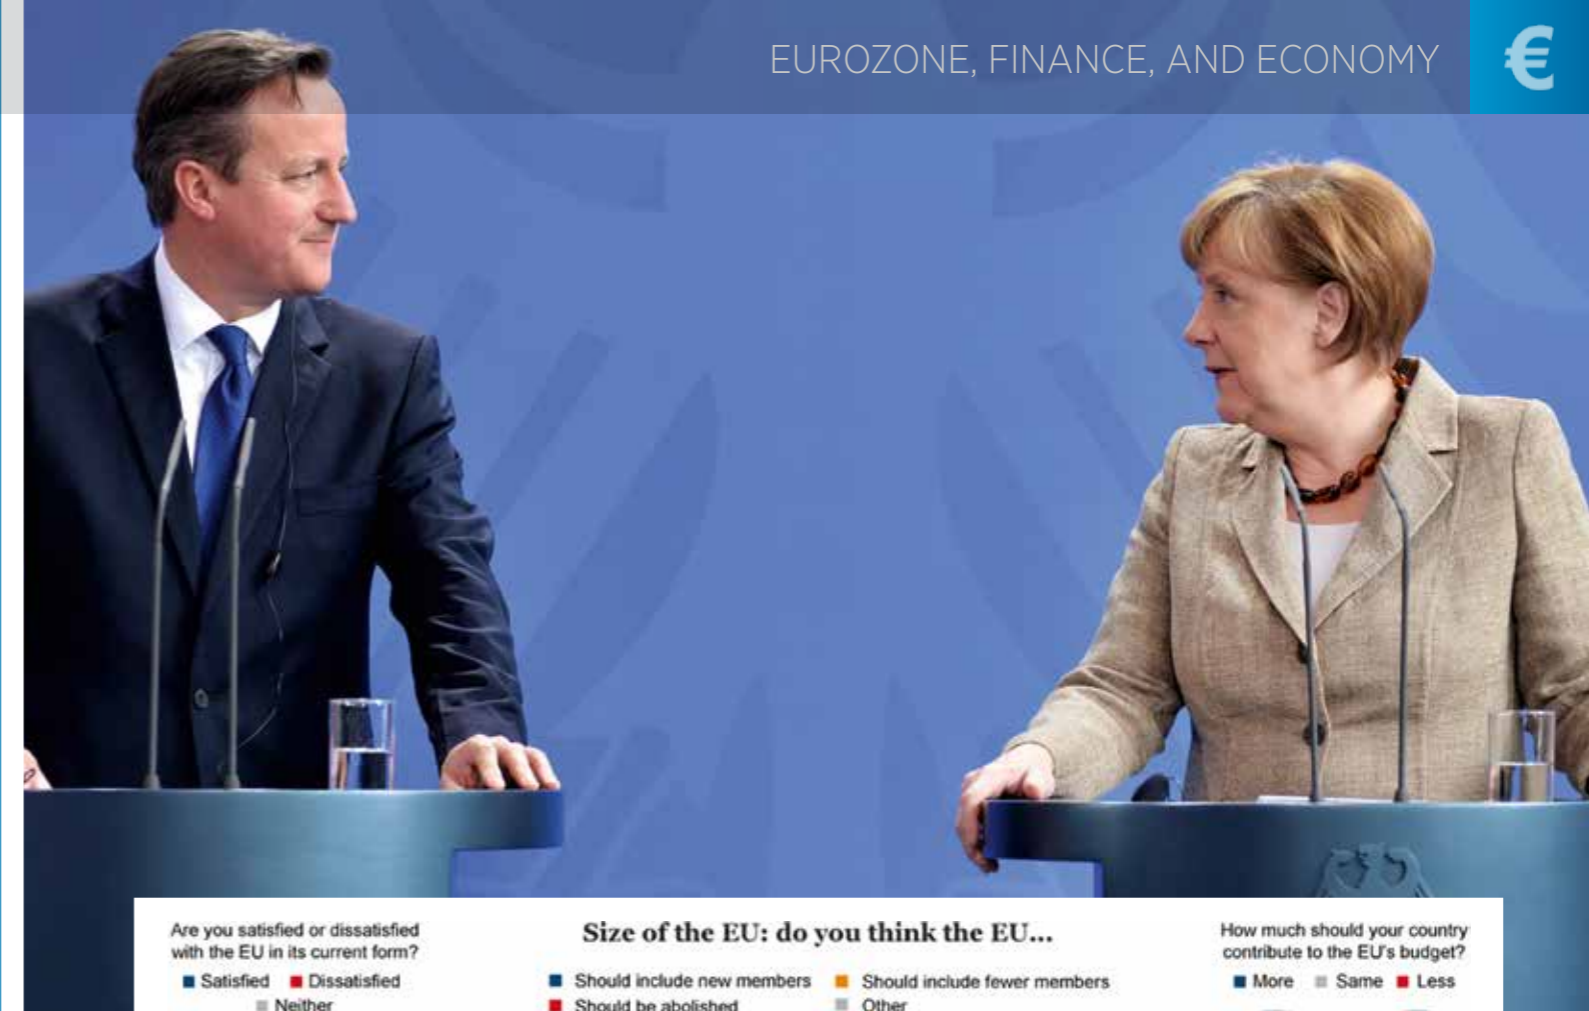 EUROZONE, FINANCE, AND ECONOMY
€
Are you satisfied or dissatisfied
with the EU in its current form?
Satisfied
Dissatisfied
Neither
Size of the EU: do you think the EU...
Should include new members
Should include fewer members
Should be abolished
Other
How much should your country
contribute to the EU's budget?
More
Same
Less